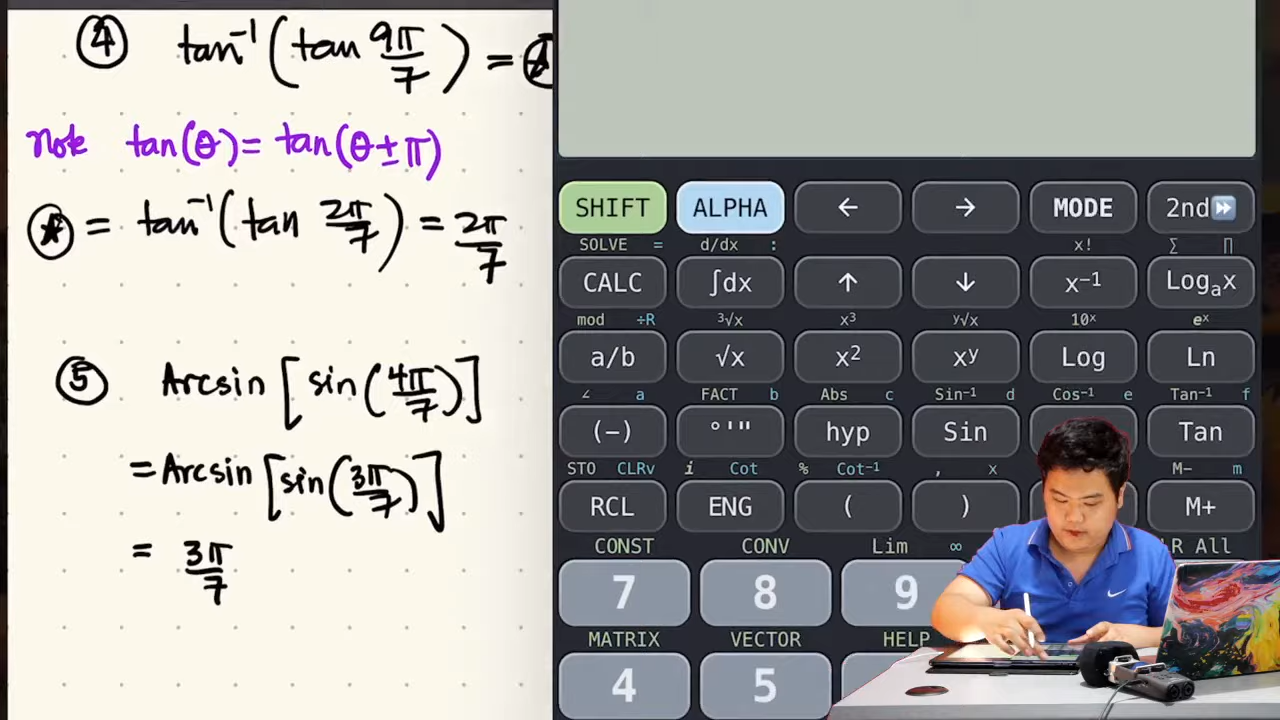 ④ tan⁻¹(tan 9π/7) = ★
note tan(θ) = tan(θ ± π)
★ = tan⁻¹(tan 2π/7) = 2π/7
⑤ Arcsin[sin(4π/7)]
= Arcsin[sin(3π/7)]
= 3π/7
SHIFT ALPHA ← → MODE 2nd⏩
SOLVE = d/dx : x! ∑ ∏
CALC ∫dx ↑ ↓ x⁻¹ Logₐx
mod ÷R ³√x x³ ʸ√x 10ˣ eˣ
a/b √x x² xʸ Log Ln
∠ a FACT b Abs c Sin⁻¹ d Cos⁻¹ e Tan⁻¹ f
(−) °'" hyp Sin Tan
STO CLRv i Cot % Cot⁻¹ , x M− m
RCL ENG ( ) M+
CONST CONV Lim ∞ LR All
7 8 9
MATRIX VECTOR HELP
4 5